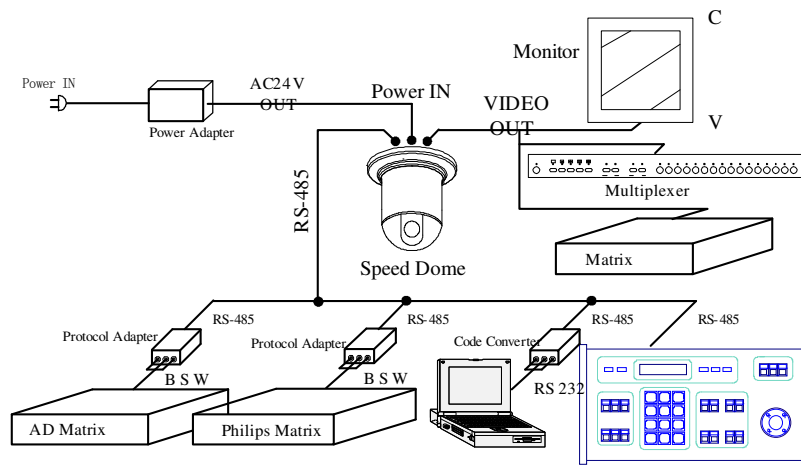 C
Monitor
Power IN
AC24V
OUT
Power IN
VIDEO
OUT
V
Power Adapter
RS-485
Multiplexer
Speed Dome
Matrix
RS-485
RS-485
RS-485
RS-485
Protocol Adapter
Protocol Adapter
Code Converter
B S W
B S W
RS 232
AD Matrix
Philips Matrix